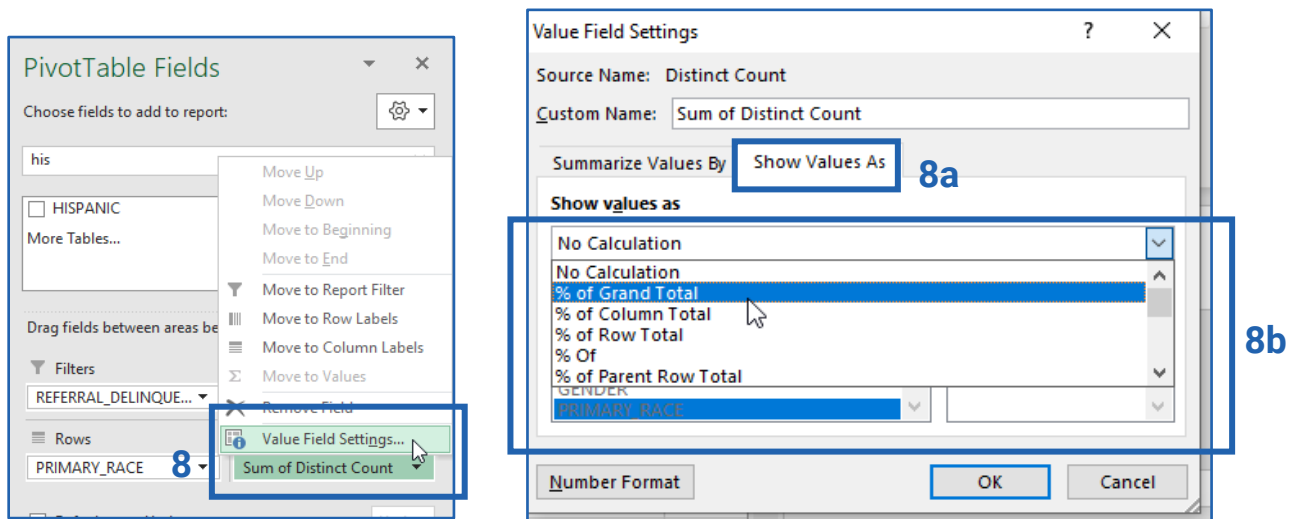 PivotTable Fields
Choose fields to add to report:
his
HISPANIC
More Tables...
Drag fields between areas be
Filters
REFERRAL_DELINQUE...
Rows
PRIMARY_RACE
8
Move Up
Move Down
Move to Beginning
Move to End
Move to Report Filter
Move to Row Labels
Move to Column Labels
Σ Move to Values
Remove Field
Value Field Settings...
Sum of Distinct Count
Value Field Settings
?
Source Name: Distinct Count
Custom Name: Sum of Distinct Count
Summarize Values By
Show Values As
8a
Show values as
No Calculation
No Calculation
% of Grand Total
% of Column Total
% of Row Total
% Of
% of Parent Row Total
8b
GENDER
PRIMARY_RACE
Number Format
OK
Cancel